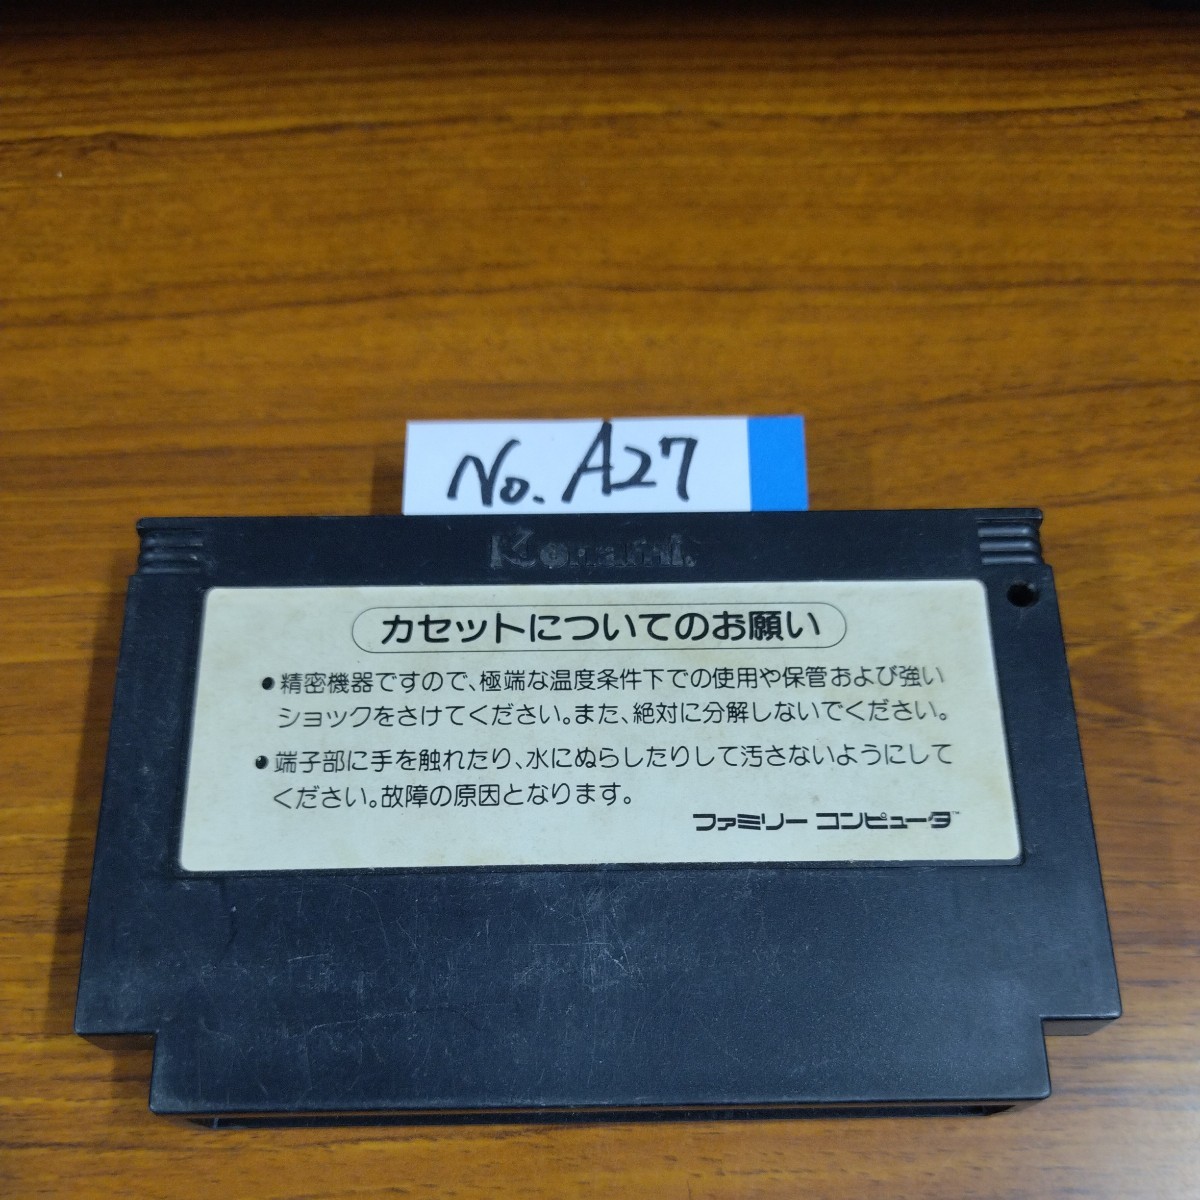 No. A27
Konami.
カセットについてのお願い
●精密機器ですので、極端な温度条件下での使用や保管および強い
ショックをさけてください。また、絶対に分解しないでください。
●端子部に手を触れたり、水にぬらしたりして汚さないようにして
ください。故障の原因となります。
ファミリー コンピュータ™